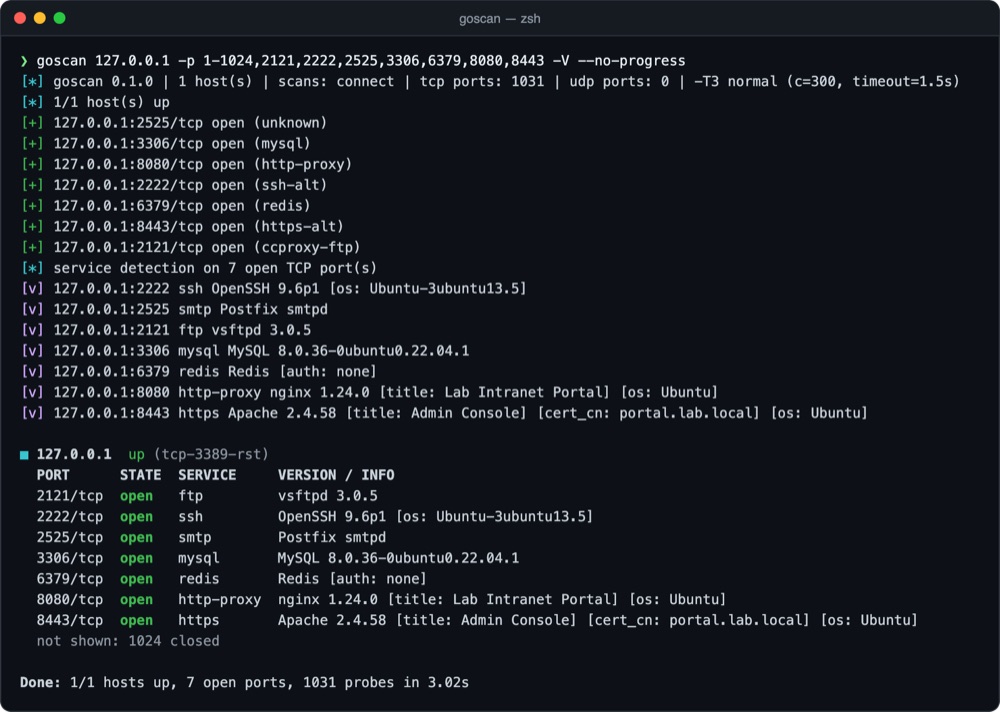 goscan — zsh
❯ goscan 127.0.0.1 -p 1-1024,2121,2222,2525,3306,6379,8080,8443 -V --no-progress
[*] goscan 0.1.0 | 1 host(s) | scans: connect | tcp ports: 1031 | udp ports: 0 | -T3 normal (c=300, timeout=1.5s)
[*] 1/1 host(s) up
[+] 127.0.0.1:2525/tcp open (unknown)
[+] 127.0.0.1:3306/tcp open (mysql)
[+] 127.0.0.1:8080/tcp open (http-proxy)
[+] 127.0.0.1:2222/tcp open (ssh-alt)
[+] 127.0.0.1:6379/tcp open (redis)
[+] 127.0.0.1:8443/tcp open (https-alt)
[+] 127.0.0.1:2121/tcp open (ccproxy-ftp)
[*] service detection on 7 open TCP port(s)
[v] 127.0.0.1:2222 ssh OpenSSH 9.6p1 [os: Ubuntu-3ubuntu13.5]
[v] 127.0.0.1:2525 smtp Postfix smtpd
[v] 127.0.0.1:2121 ftp vsftpd 3.0.5
[v] 127.0.0.1:3306 mysql MySQL 8.0.36-0ubuntu0.22.04.1
[v] 127.0.0.1:6379 redis Redis [auth: none]
[v] 127.0.0.1:8080 http-proxy nginx 1.24.0 [title: Lab Intranet Portal] [os: Ubuntu]
[v] 127.0.0.1:8443 https Apache 2.4.58 [title: Admin Console] [cert_cn: portal.lab.local] [os: Ubuntu]
■ 127.0.0.1  up (tcp-3389-rst)
PORT      STATE  SERVICE     VERSION / INFO
2121/tcp  open   ftp         vsftpd 3.0.5
2222/tcp  open   ssh         OpenSSH 9.6p1 [os: Ubuntu-3ubuntu13.5]
2525/tcp  open   smtp        Postfix smtpd
3306/tcp  open   mysql       MySQL 8.0.36-0ubuntu0.22.04.1
6379/tcp  open   redis       Redis [auth: none]
8080/tcp  open   http-proxy  nginx 1.24.0 [title: Lab Intranet Portal] [os: Ubuntu]
8443/tcp  open   https       Apache 2.4.58 [title: Admin Console] [cert_cn: portal.lab.local] [os: Ubuntu]
not shown: 1024 closed
Done: 1/1 hosts up, 7 open ports, 1031 probes in 3.02s